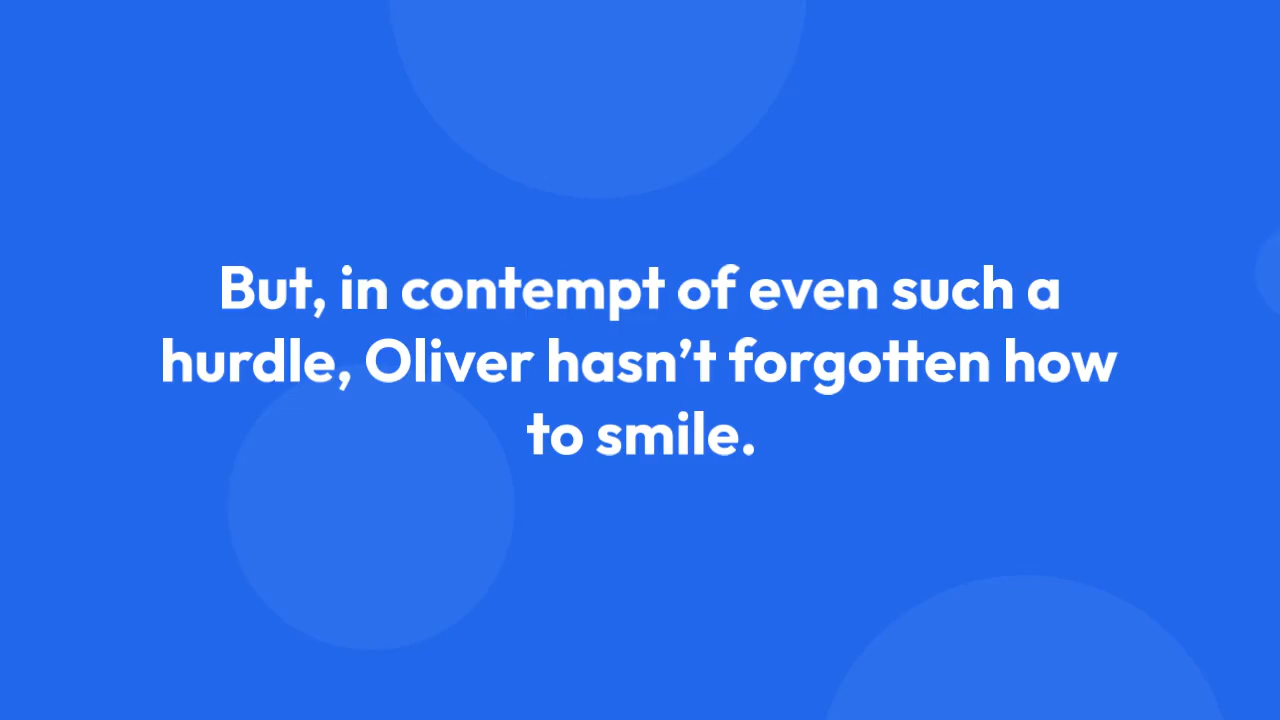 But, in contempt of even such a
hurdle, Oliver hasn’t forgotten how
to smile.